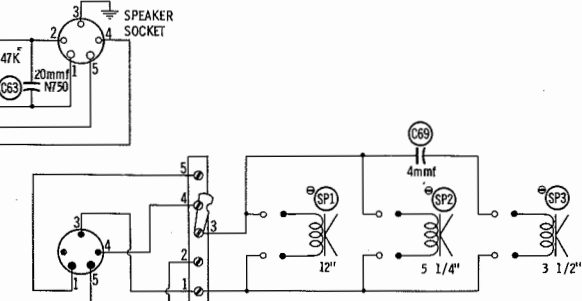 3
SPEAKER
SOCKET
2
4
47K
20mmf
N750
C63
1
5
C69
4mmf
5
4
3
2
1
3
4
1
5
SP1
12"
SP2
5 1/4"
SP3
3 1/2"